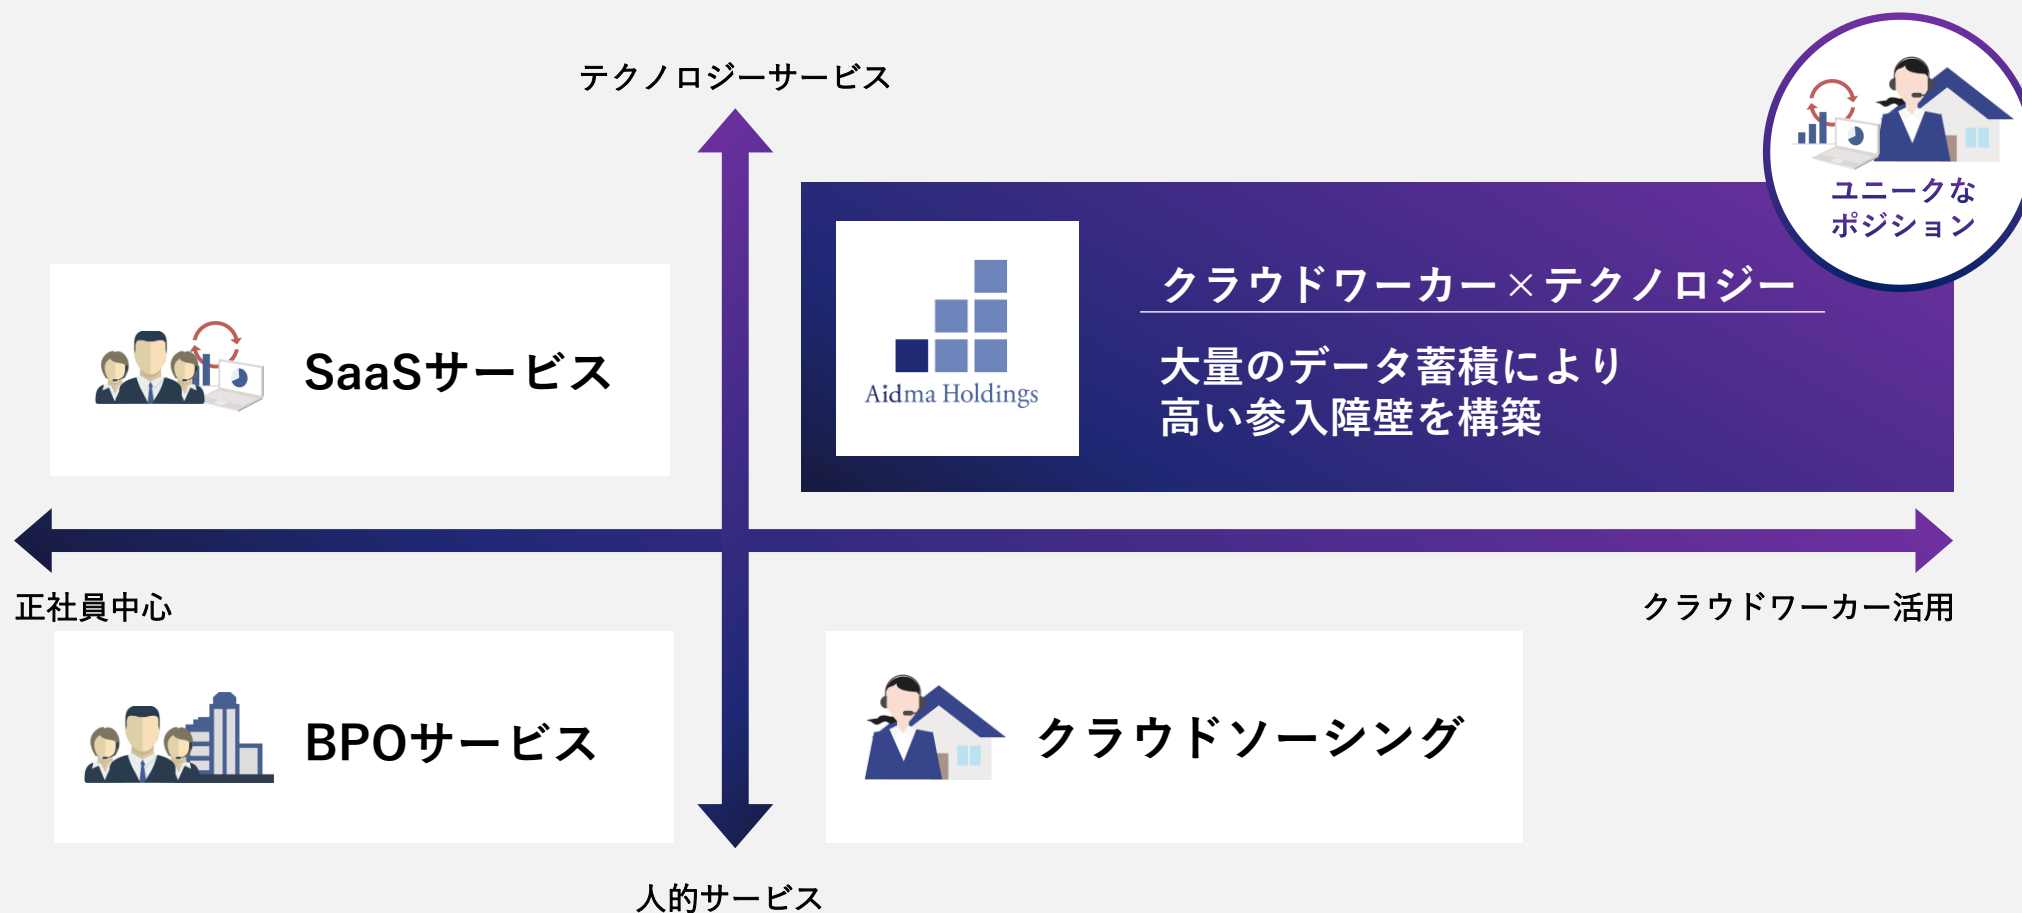 テクノロジーサービス
ユニークな
ポジション
クラウドワーカー×テクノロジー
大量のデータ蓄積により
高い参入障壁を構築
Aidma Holdings
SaaSサービス
正社員中心
クラウドワーカー活用
BPOサービス
クラウドソーシング
人的サービス